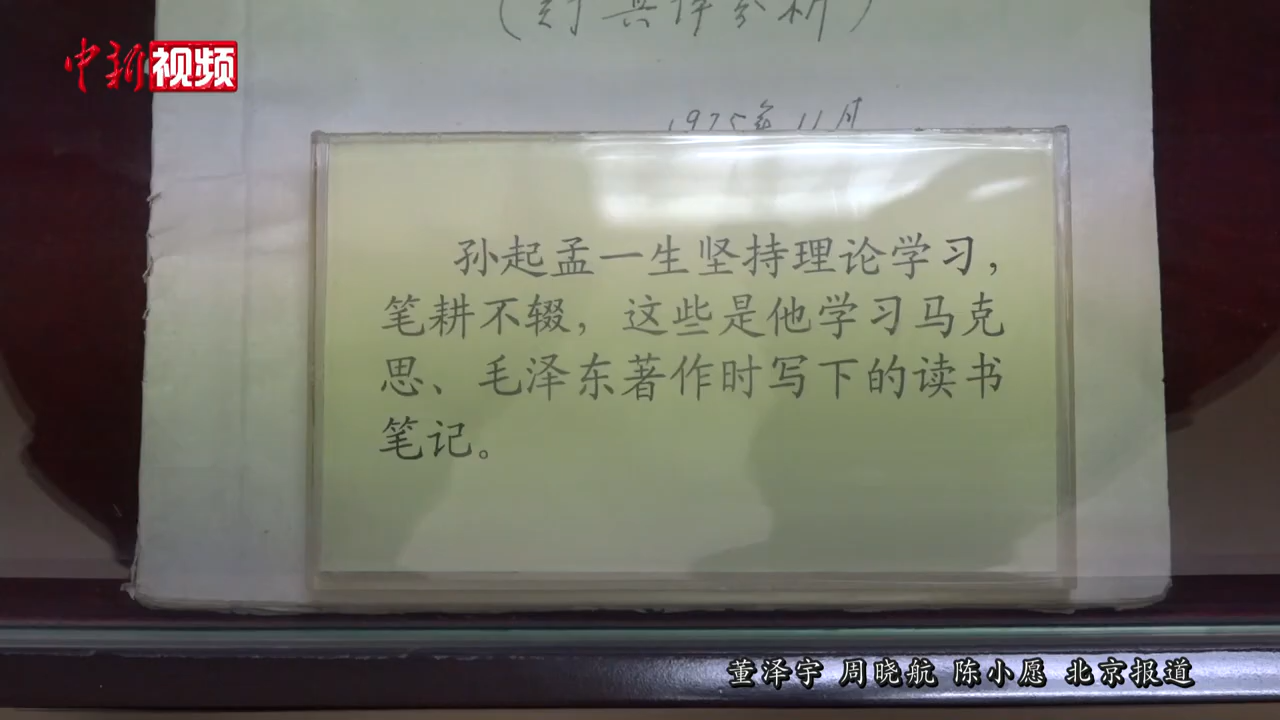 中新视频
1975年11月
孙起孟一生坚持理论学习，
笔耕不辍，这些是他学习马克
思、毛泽东著作时写下的读书
笔记。
董泽宇 周晓航 陈小愿 北京报道